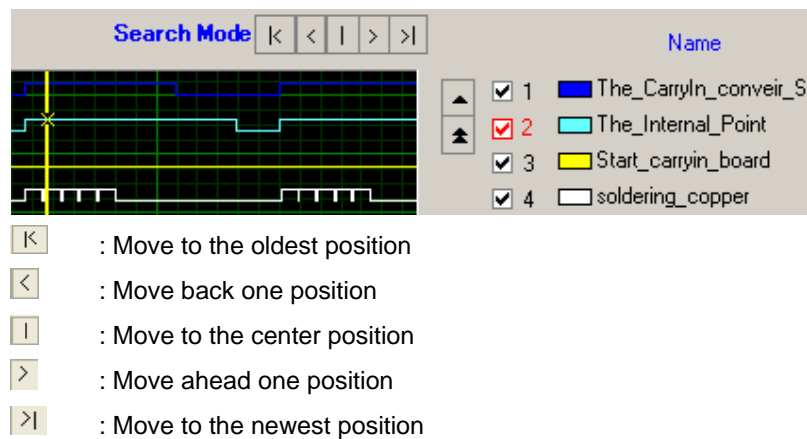 Search Mode |< < | > >|
Name
1 The_CarryIn_conveir_S
2 The_Internal_Point
3 Start_carryin_board
4 soldering_copper
|< : Move to the oldest position
< : Move back one position
| : Move to the center position
> : Move ahead one position
>| : Move to the newest position